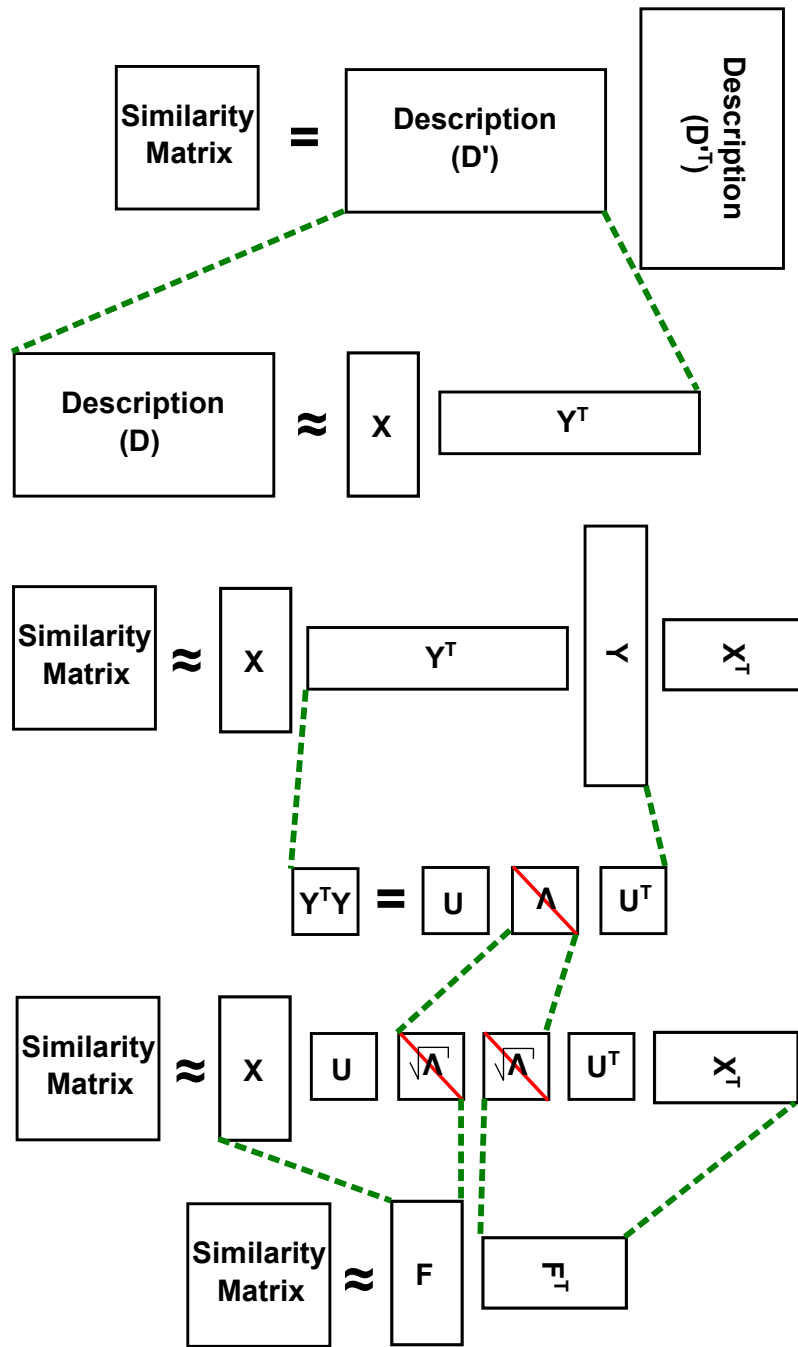 Similarity
Matrix
=
Description
(D')
Description
(D'ᵀ)
Description
(D)
≈
X
Yᵀ
Similarity
Matrix
≈
X
Yᵀ
Y
Xᵀ
YᵀY
=
U
Λ
Uᵀ
Similarity
Matrix
≈
X
U
√Λ
√Λ
Uᵀ
Xᵀ
Similarity
Matrix
≈
F
Fᵀ